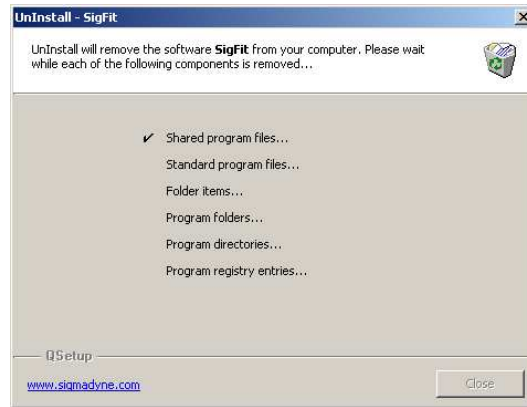 UnInstall - SigFit
UnInstall will remove the software SigFit from your computer. Please wait
while each of the following components is removed...
Shared program files...
Standard program files...
Folder items...
Program folders...
Program directories...
Program registry entries...
QSetup
www.sigmadyne.com
Close